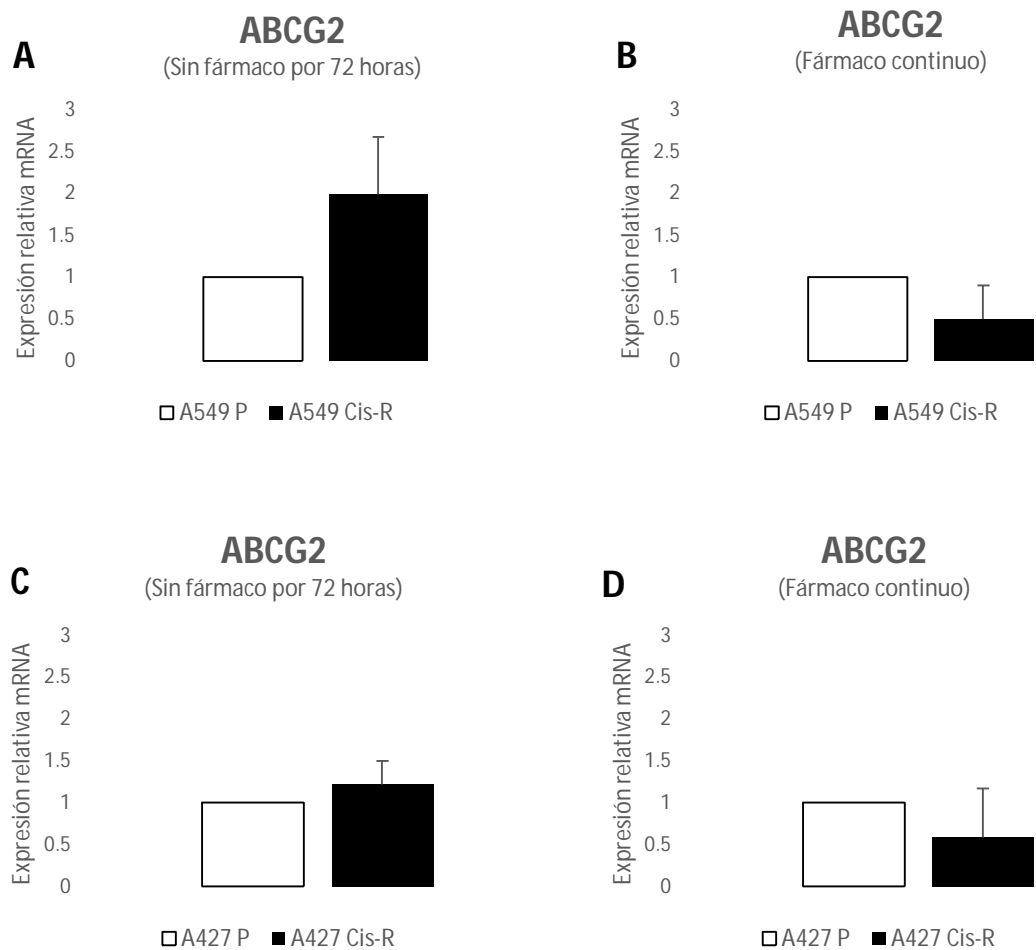 A
ABCG2
(Sin fármaco por 72 horas)
Expresión relativa mRNA
3
2.5
2
1.5
1
0.5
0
A549 P A549 Cis-R
B
ABCG2
(Fármaco continuo)
Expresión relativa mRNA
3
2.5
2
1.5
1
0.5
0
A549 P A549 Cis-R
C
ABCG2
(Sin fármaco por 72 horas)
Expresión relativa mRNA
3
2.5
2
1.5
1
0.5
0
A427 P A427 Cis-R
D
ABCG2
(Fármaco continuo)
Expresión relativa mRNA
3
2.5
2
1.5
1
0.5
0
A427 P A427 Cis-R